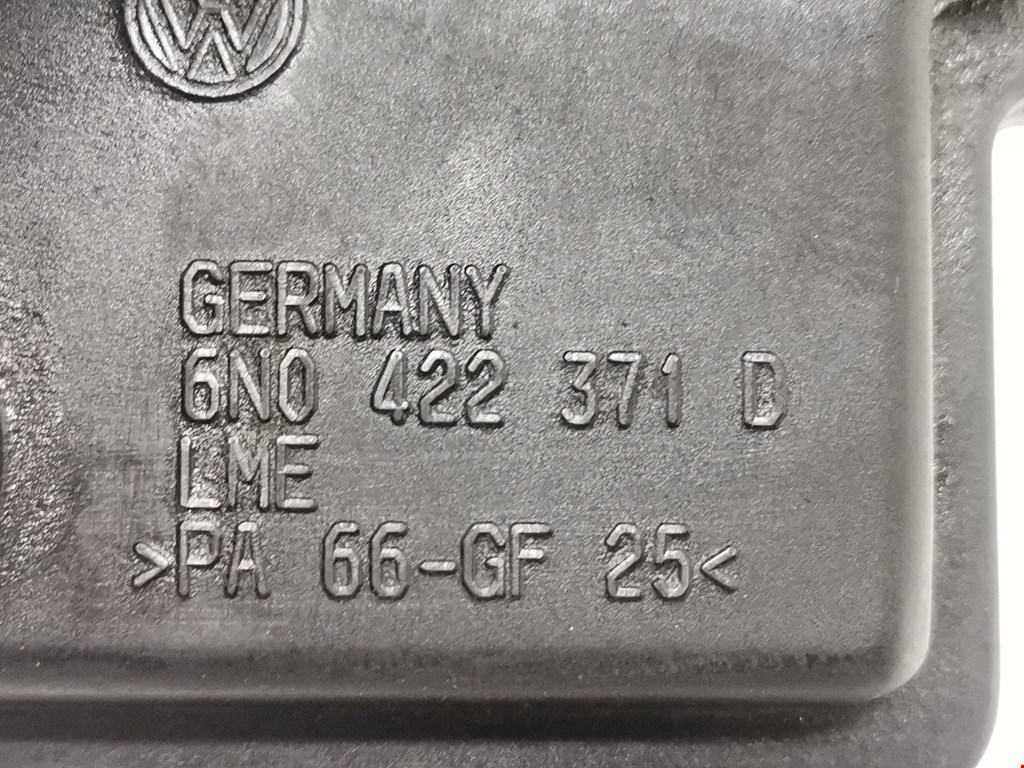 GERMANY
6N0 422 371 D
LME
>PA 66-GF 25<